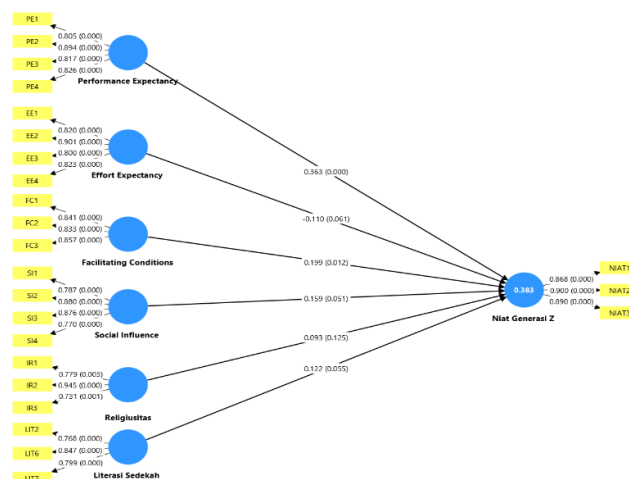 PE1
0.805 (0.000)
PE2
0.894 (0.000)
PE3
0.817 (0.000)
PE4
0.826 (0.000)
Performance Expectancy
EE1
0.820 (0.000)
EE2
0.901 (0.000)
EE3
0.800 (0.000)
EE4
0.823 (0.000)
Effort Expectancy
FC1
0.841 (0.000)
FC2
0.833 (0.000)
FC3
0.857 (0.000)
Facilitating Conditions
SI1
0.787 (0.000)
SI2
0.880 (0.000)
SI3
0.876 (0.000)
SI4
0.770 (0.000)
Social Influence
IR1
0.779 (0.003)
IR2
0.945 (0.000)
IR3
0.731 (0.001)
Religiusitas
LIT2
0.768 (0.000)
LIT6
0.847 (0.000)
0.799 (0.000)
LIT7
Literasi Sedekah
0.363 (0.000)
-0.110 (0.061)
0.199 (0.012)
0.159 (0.051)
0.093 (0.125)
0.122 (0.055)
0.383
Niat Generasi Z
0.868 (0.000)
NIAT1
0.900 (0.000)
NIAT2
0.890 (0.000)
NIAT3